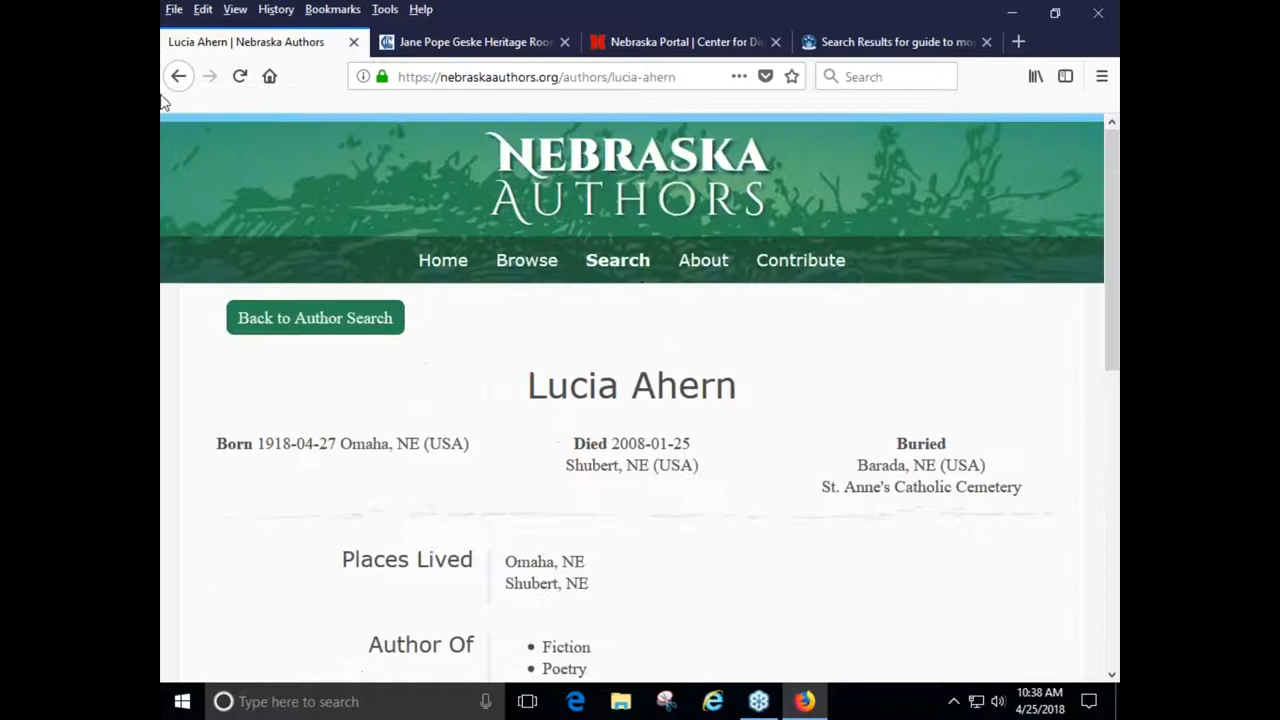 File Edit View History Bookmarks Tools Help
Lucia Ahern | Nebraska Authors
Jane Pope Geske Heritage Roo
Nebraska Portal | Center for Di
Search Results for guide to mo
https://nebraskaauthors.org/authors/lucia-ahern
Search
NEBRASKA
AUTHORS
Home Browse Search About Contribute
Back to Author Search
Lucia Ahern
Born 1918-04-27 Omaha, NE (USA)
Died 2008-01-25
Shubert, NE (USA)
Buried
Barada, NE (USA)
St. Anne's Catholic Cemetery
Places Lived
Omaha, NE
Shubert, NE
Author Of
Fiction
Poetry
Type here to search
10:38 AM
4/25/2018